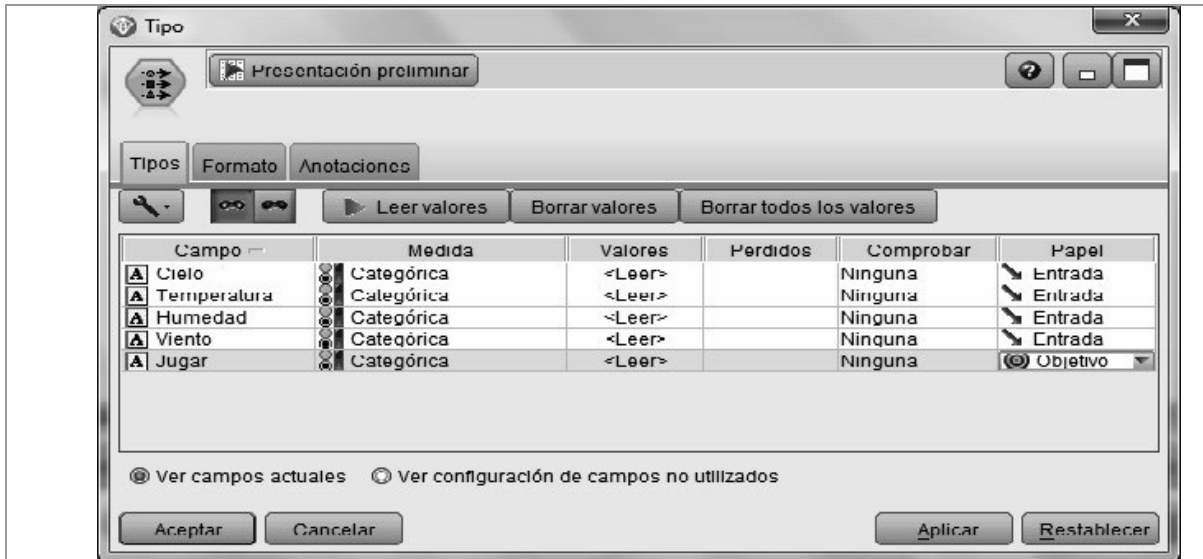 Tipo
Presentación preliminar
Tipos Formato Anotaciones
Leer valores Borrar valores Borrar todos los valores
Campo Medida Valores Perdidos Comprobar Papel
A Cielo Categórica <Leer> Ninguna Entrada
A Temperatura Categórica <Leer> Ninguna Entrada
A Humedad Categórica <Leer> Ninguna Entrada
A Viento Categórica <Leer> Ninguna Entrada
A Jugar Categórica <Leer> Ninguna Objetivo
Ver campos actuales Ver configuración de campos no utilizados
Aceptar Cancelar Aplicar Restablecer